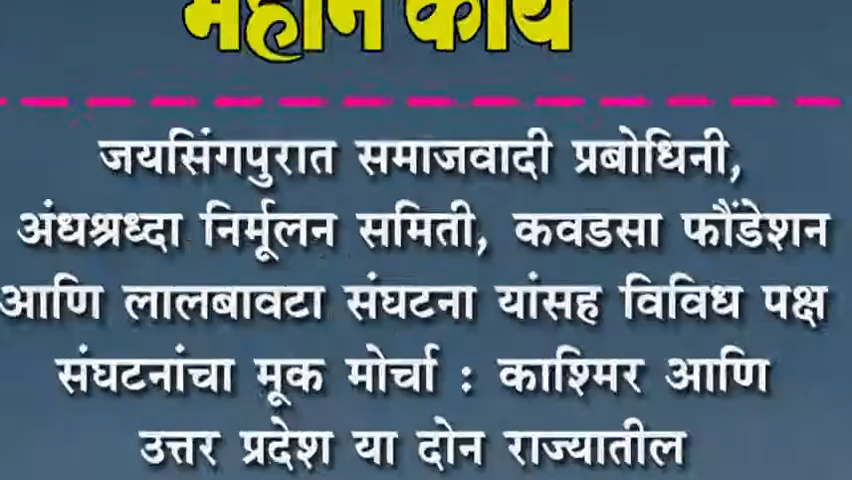 महान कार्य
जयसिंगपुरात समाजवादी प्रबोधिनी,
अंधश्रध्दा निर्मूलन समिती, कवडसा फौंडेशन
आणि लालबावटा संघटना यांसह विविध पक्ष
संघटनांचा मूक मोर्चा : काश्मिर आणि
उत्तर प्रदेश या दोन राज्यातील